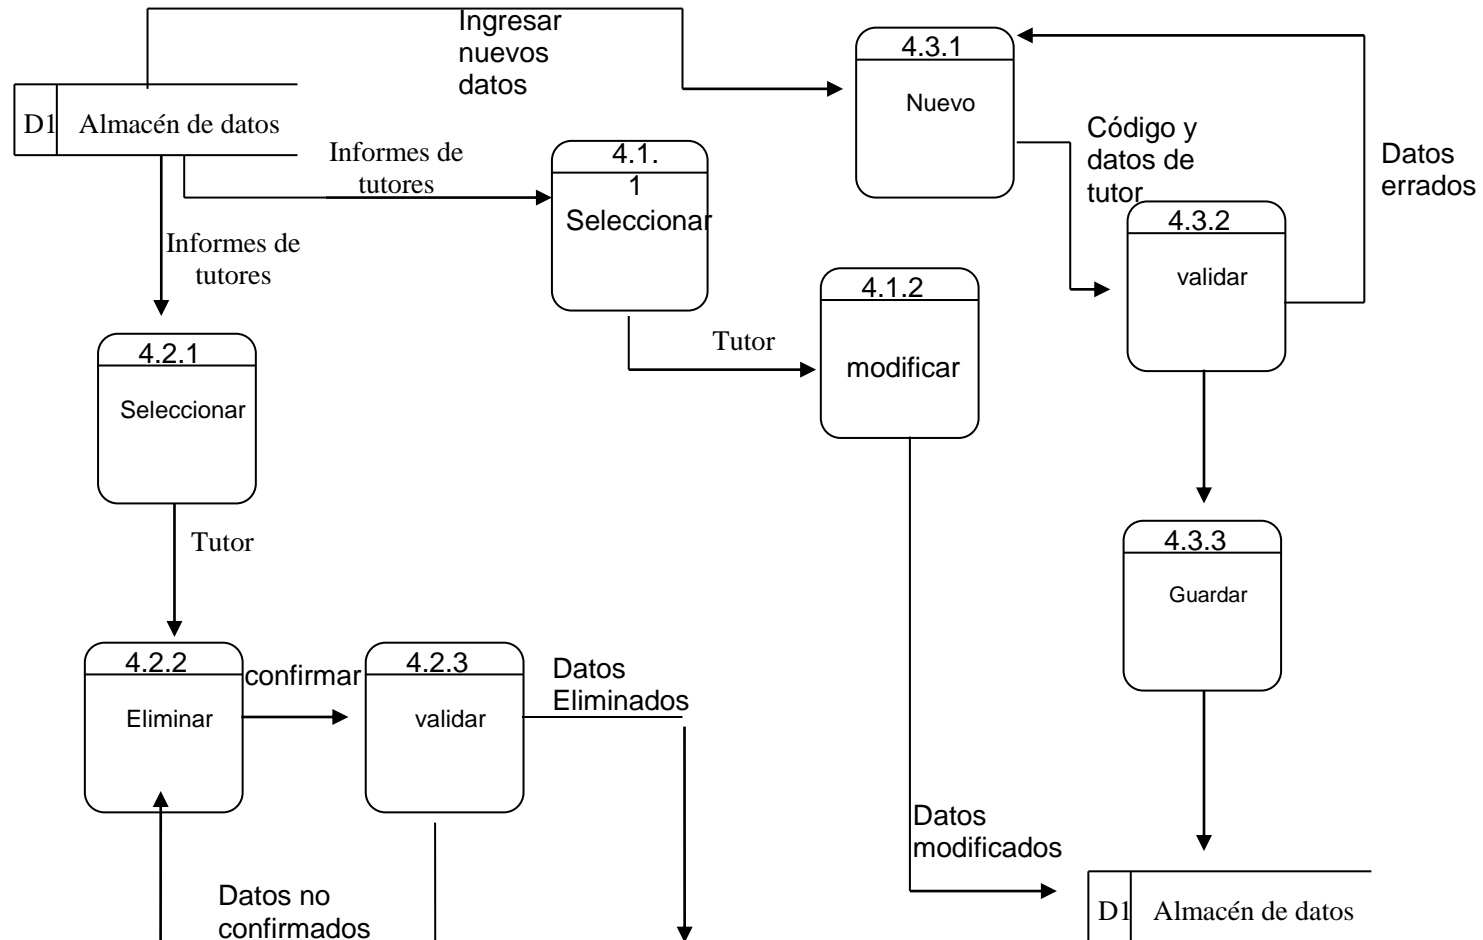 Ingresar
nuevos
datos
4.3.1
Nuevo
D1 Almacén de datos
Informes de
tutores
4.1.
1
Seleccionar
Código y
datos de
tutor
Datos
errados
4.3.2
validar
Informes de
tutores
4.1.2
modificar
Tutor
4.2.1
Seleccionar
Tutor
4.3.3
Guardar
4.2.2
Eliminar
confirmar
4.2.3
validar
Datos
Eliminados
Datos
modificados
Datos no
confirmados
D1 Almacén de datos